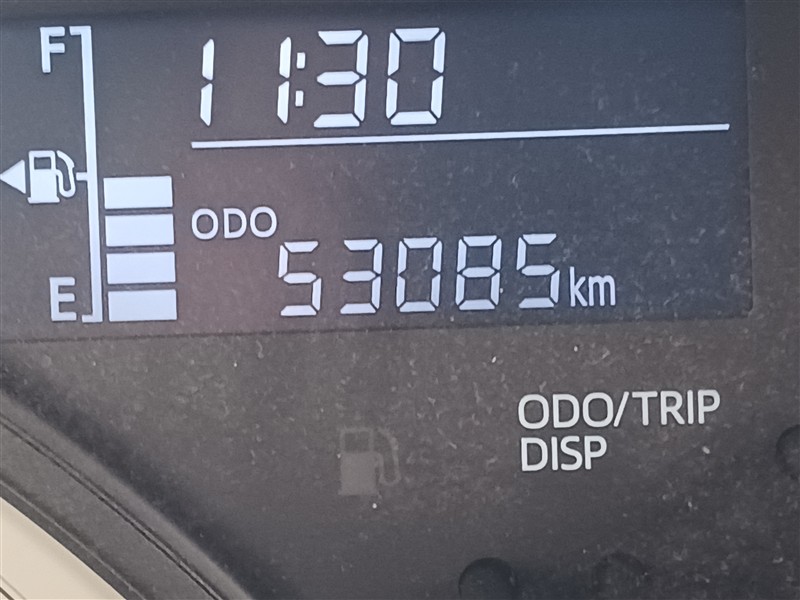 F
11:30
ODO
53085km
E
ODO/TRIP
DISP